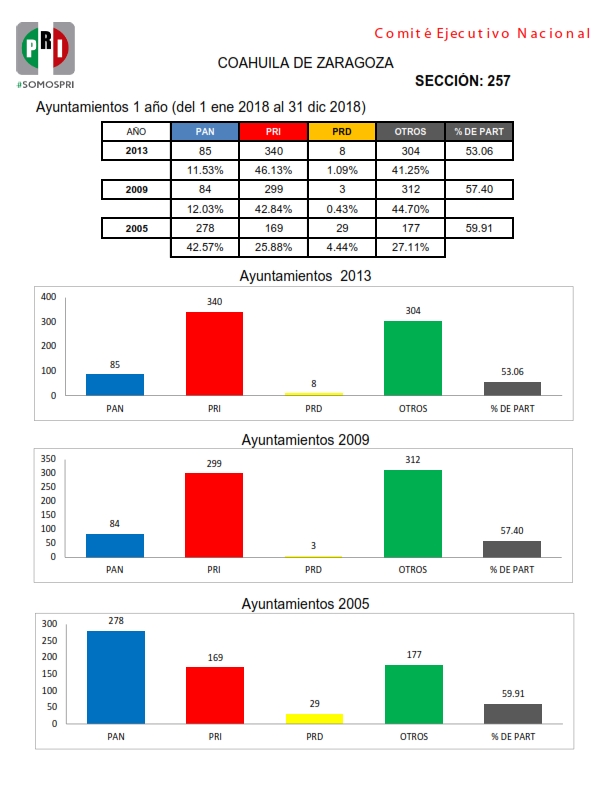 Comité Ejecutivo Nacional
PRI
#SOMOSPRI
COAHUILA DE ZARAGOZA
SECCIÓN: 257
Ayuntamientos 1 año (del 1 ene 2018 al 31 dic 2018)
AÑO PAN PRI PRD OTROS % DE PART
2013 85 340 8 304 53.06
11.53% 46.13% 1.09% 41.25%
2009 84 299 3 312 57.40
12.03% 42.84% 0.43% 44.70%
2005 278 169 29 177 59.91
42.57% 25.88% 4.44% 27.11%
Ayuntamientos 2013
400
300
200
100
0
85 340 8 304 53.06
PAN PRI PRD OTROS % DE PART
Ayuntamientos 2009
350
300
250
200
150
100
50
0
84 299 3 312 57.40
PAN PRI PRD OTROS % DE PART
Ayuntamientos 2005
300
250
200
150
100
50
0
278 169 29 177 59.91
PAN PRI PRD OTROS % DE PART